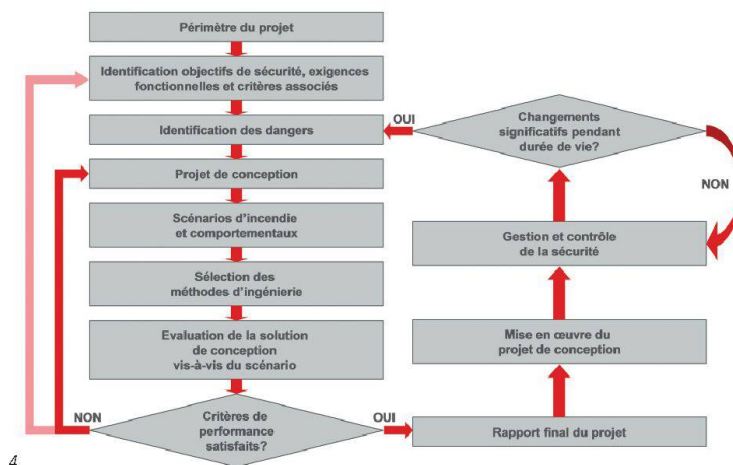 Périmètre du projet
Identification objectifs de sécurité, exigences
fonctionnelles et critères associés
Identification des dangers
Projet de conception
Scénarios d'incendie
et comportementaux
Sélection des
méthodes d'ingénierie
Evaluation de la solution
de conception
vis-à-vis du scénario
NON
Critères de
performance
satisfaits?
OUI
Rapport final du projet
Mise en œuvre du
projet de conception
Gestion et contrôle
de la sécurité
Changements
significatifs pendant
durée de vie?
OUI
NON
4